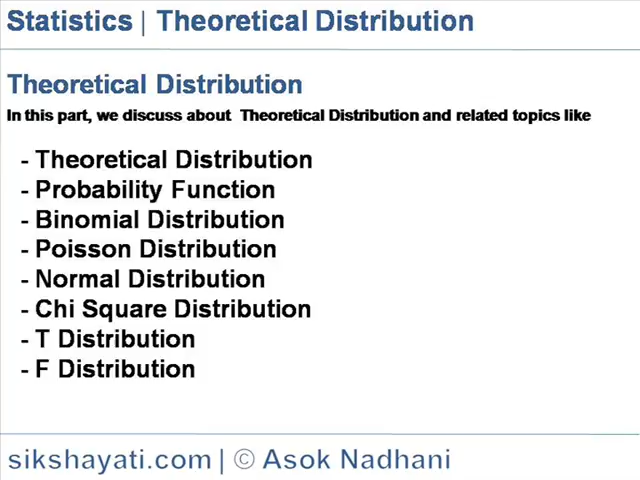 Statistics | Theoretical Distribution
Theoretical Distribution
In this part, we discuss about Theoretical Distribution and related topics like
- Theoretical Distribution
- Probability Function
- Binomial Distribution
- Poisson Distribution
- Normal Distribution
- Chi Square Distribution
- T Distribution
- F Distribution
sikshayati.com | © Asok Nadhani